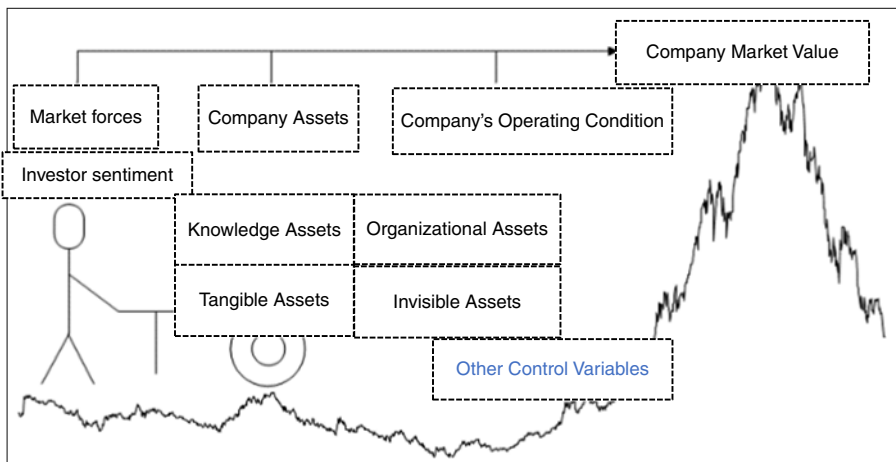 Company Market Value
Market forces
Company Assets
Company’s Operating Condition
Investor sentiment
Knowledge Assets
Organizational Assets
Tangible Assets
Invisible Assets
Other Control Variables